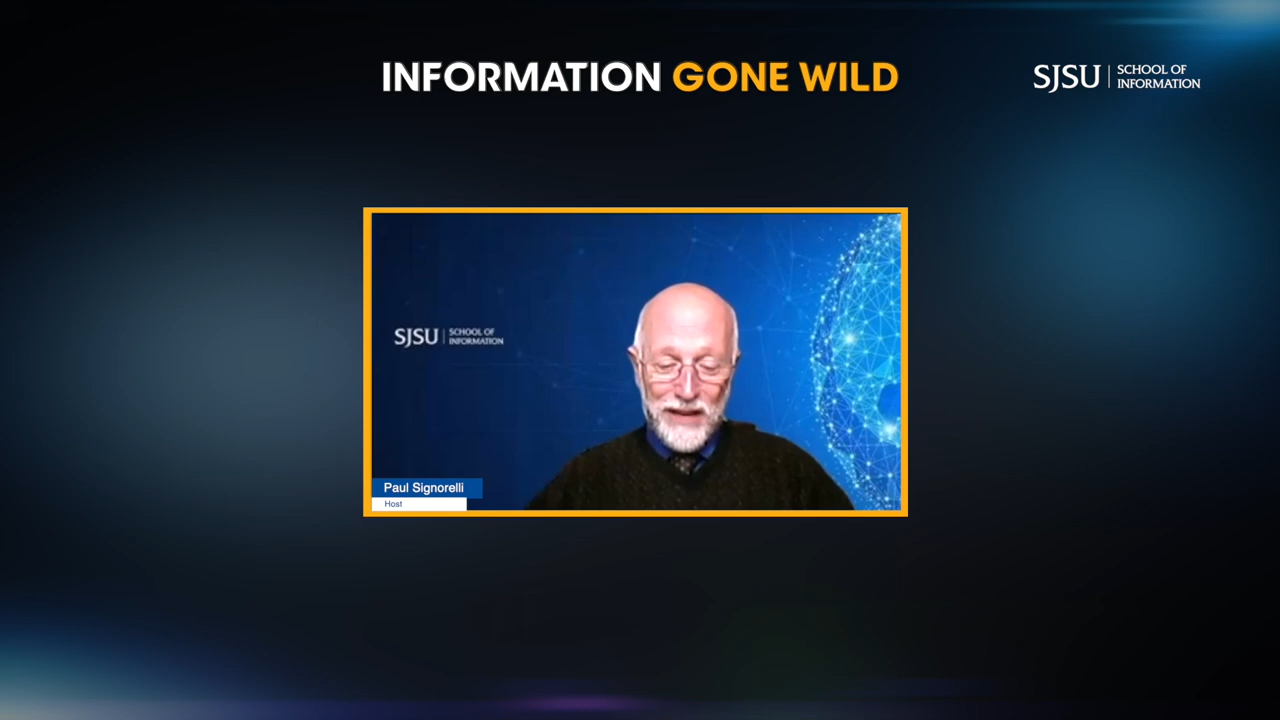 INFORMATION GONE WILD
SJSU | SCHOOL OF
INFORMATION
SJSU | SCHOOL OF
INFORMATION
Paul Signorelli
Host